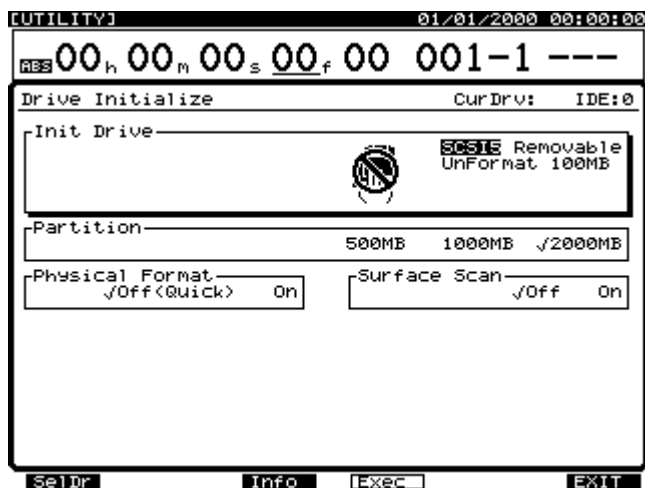 [UTILITY] 01/01/2000 00:00:00
ABS 00h 00m 00s 00f 00 001-1 ---
Drive Initialize CurDrv: IDE:0
Init Drive
SCSI5 Removable
UnFormat 100MB
Partition
500MB 1000MB √2000MB
Physical Format Surface Scan
√Off(Quick) On √Off On
SelDr Info Exec EXIT